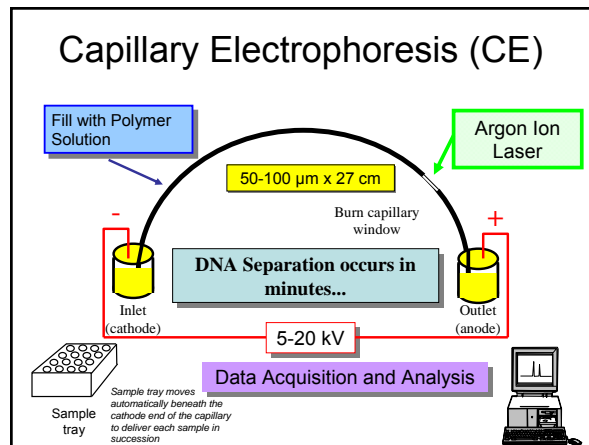 Capillary Electrophoresis (CE)
Fill with Polymer
Solution
Argon Ion
Laser
50-100 µm x 27 cm
Burn capillary
window
-
+
DNA Separation occurs in
minutes...
Inlet
(cathode)
Outlet
(anode)
5-20 kV
Data Acquisition and Analysis
Sample
tray
Sample tray moves
automatically beneath the
cathode end of the capillary
to deliver each sample in
succession